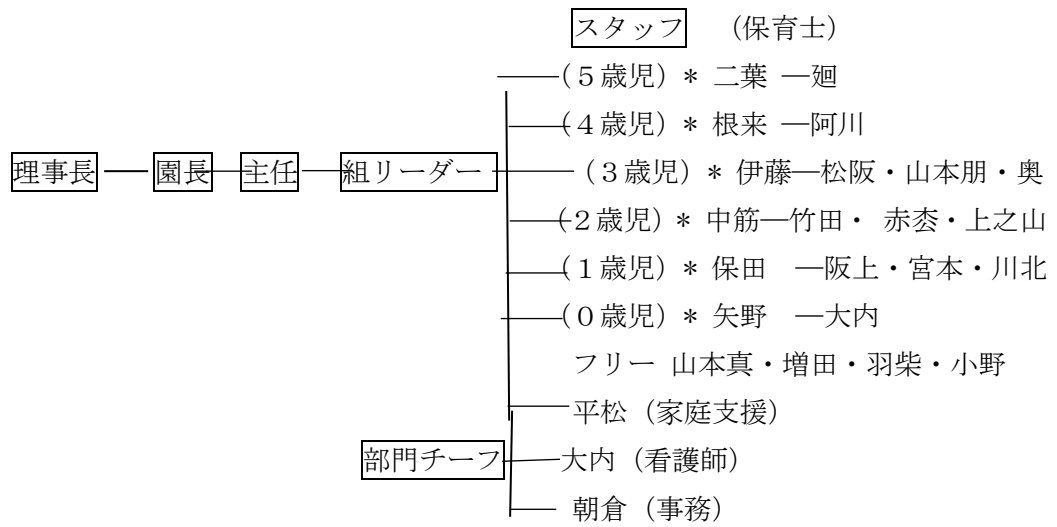 スタッフ （保育士）
（５歳児）＊ 二葉 ―廻
（４歳児）＊ 根来 ―阿川
理事長 園長 主任 組リーダー （３歳児）＊ 伊藤―松阪・山本朋・奥
（２歳児）＊ 中筋―竹田・ 赤枩・上之山
（１歳児）＊ 保田 ―阪上・宮本・川北
（０歳児）＊ 矢野 ―大内
フリー 山本真・増田・羽柴・小野
平松（家庭支援）
部門チーフ 大内（看護師）
朝倉（事務）